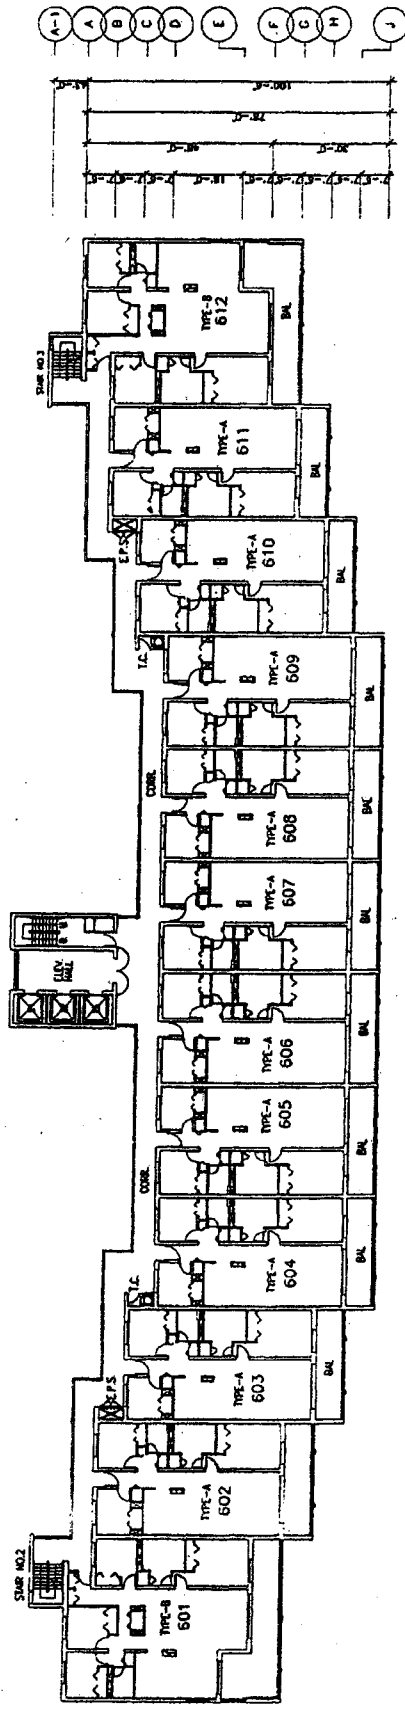 STAIR NO.2
TYPE-B
601
TYPE-A
602
E.P.S.
TYPE-A
603
BAL
T.C.
TYPE-A
604
BAL
CORR.
TYPE-A
605
BAL
TYPE-A
606
BAL
ELEV.
HALL
TYPE-A
607
BAL
TYPE-A
608
BAL
CORR.
T.C.
TYPE-A
609
BAL
E.P.S.
TYPE-A
610
BAL
TYPE-A
611
BAL
STAIR NO.3
TYPE-B
612
BAL
A-1
A
B
C
D
E
F
G
H
J
30'-0"